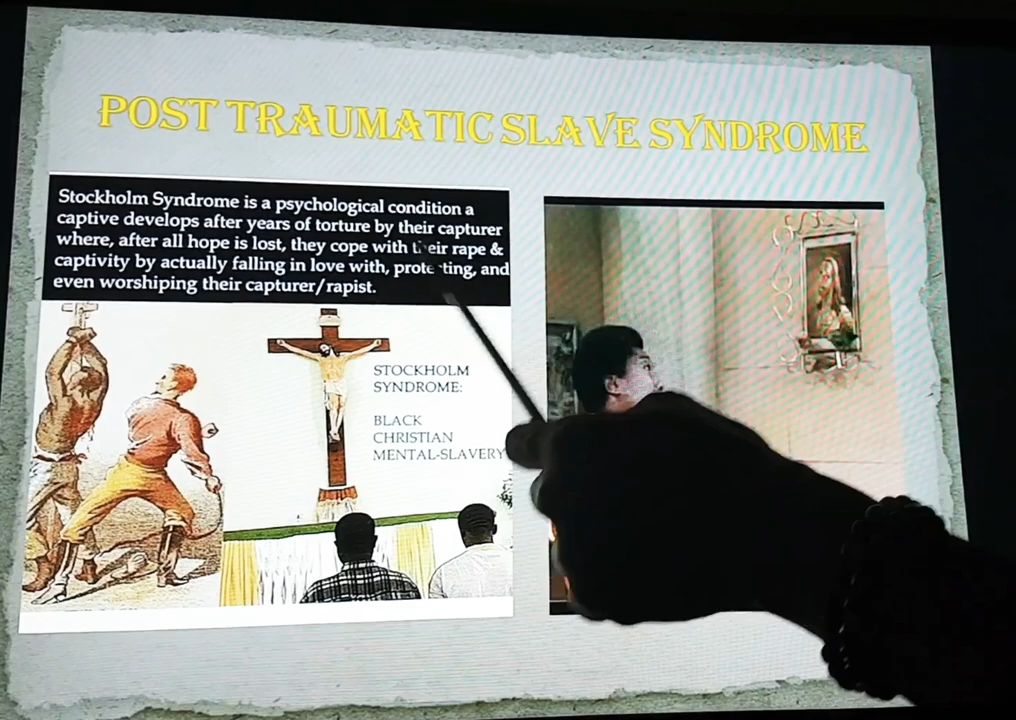 POST TRAUMATIC SLAVE SYNDROME
Stockholm Syndrome is a psychological condition a
captive develops after years of torture by their capturer
where, after all hope is lost, they cope with their rape &
captivity by actually falling in love with, protecting, and
even worshiping their capturer/rapist.
STOCKHOLM
SYNDROME:
BLACK
CHRISTIAN
MENTAL-SLAVERY